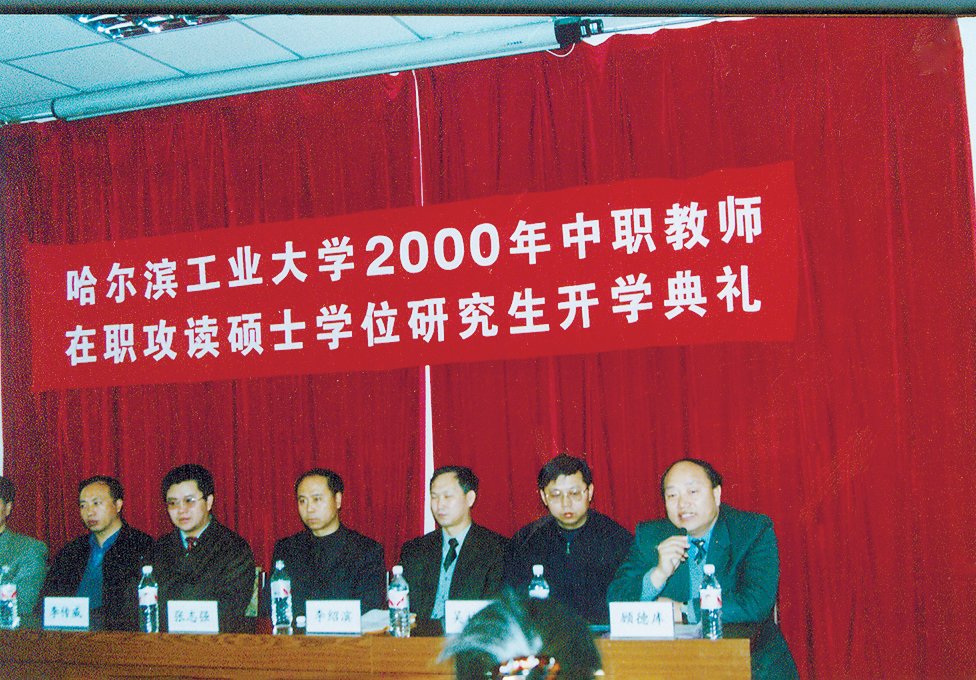 哈尔滨工业大学2000年中职教师
在职攻读硕士学位研究生开学典礼
李传威
张志强
李绍滨
吴
顾德库